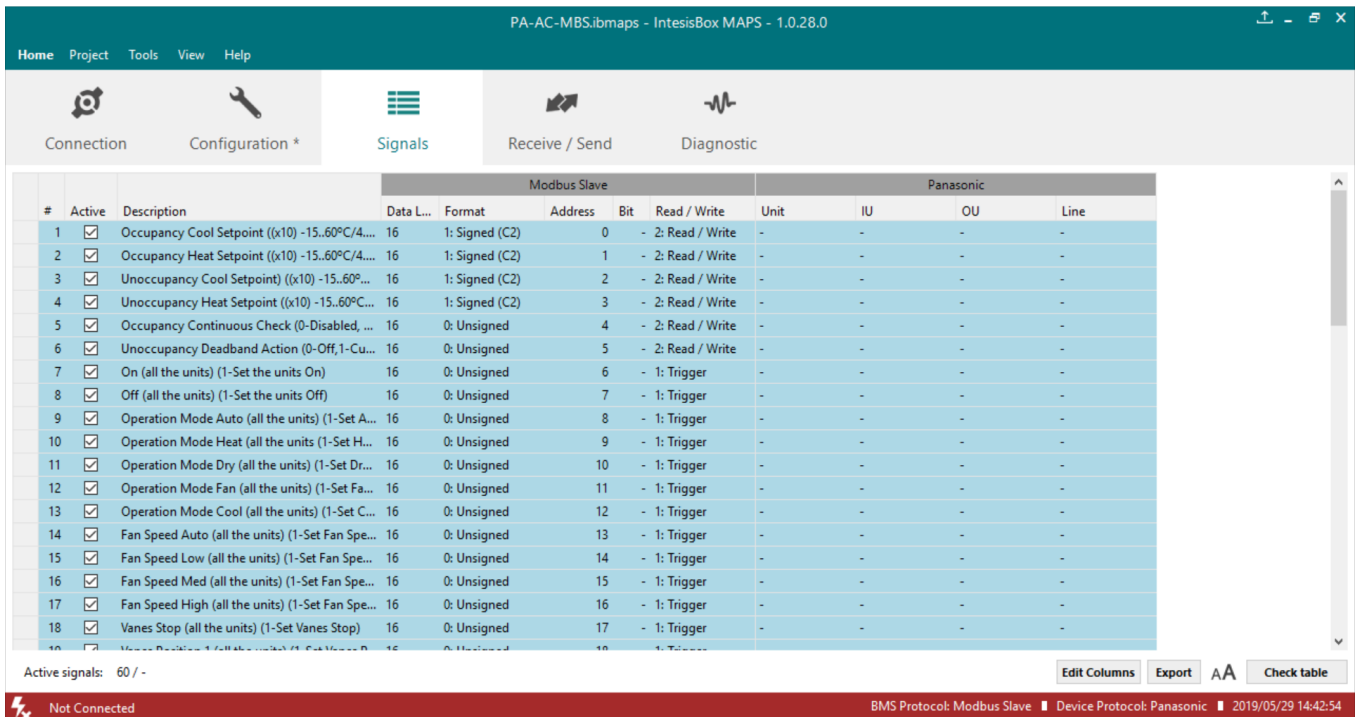 PA-AC-MBS.ibmaps - IntesisBox MAPS - 1.0.28.0
Home Project Tools View Help
Connection Configuration * Signals Receive / Send Diagnostic
Modbus Slave Panasonic
# Active Description Data L... Format Address Bit Read / Write Unit IU OU Line
1 Occupancy Cool Setpoint ((x10) -15..60ºC/4.... 16 1: Signed (C2) 0 - 2: Read / Write - - - -
2 Occupancy Heat Setpoint ((x10) -15..60ºC/4.... 16 1: Signed (C2) 1 - 2: Read / Write - - - -
3 Unoccupancy Cool Setpoint) ((x10) -15..60º... 16 1: Signed (C2) 2 - 2: Read / Write - - - -
4 Unoccupancy Heat Setpoint ((x10) -15..60ºC... 16 1: Signed (C2) 3 - 2: Read / Write - - - -
5 Occupancy Continuous Check (0-Disabled, ... 16 0: Unsigned 4 - 2: Read / Write - - - -
6 Unoccupancy Deadband Action (0-Off,1-Cu... 16 0: Unsigned 5 - 2: Read / Write - - - -
7 On (all the units) (1-Set the units On) 16 0: Unsigned 6 - 1: Trigger - - - -
8 Off (all the units) (1-Set the units Off) 16 0: Unsigned 7 - 1: Trigger - - - -
9 Operation Mode Auto (all the units) (1-Set A... 16 0: Unsigned 8 - 1: Trigger - - - -
10 Operation Mode Heat (all the units (1-Set H... 16 0: Unsigned 9 - 1: Trigger - - - -
11 Operation Mode Dry (all the units) (1-Set Dr... 16 0: Unsigned 10 - 1: Trigger - - - -
12 Operation Mode Fan (all the units) (1-Set Fa... 16 0: Unsigned 11 - 1: Trigger - - - -
13 Operation Mode Cool (all the units) (1-Set C... 16 0: Unsigned 12 - 1: Trigger - - - -
14 Fan Speed Auto (all the units) (1-Set Fan Spe... 16 0: Unsigned 13 - 1: Trigger - - - -
15 Fan Speed Low (all the units) (1-Set Fan Spe... 16 0: Unsigned 14 - 1: Trigger - - - -
16 Fan Speed Med (all the units) (1-Set Fan Spe... 16 0: Unsigned 15 - 1: Trigger - - - -
17 Fan Speed High (all the units) (1-Set Fan Spe... 16 0: Unsigned 16 - 1: Trigger - - - -
18 Vanes Stop (all the units) (1-Set Vanes Stop) 16 0: Unsigned 17 - 1: Trigger - - - -
Active signals: 60 / - Edit Columns Export AA Check table
Not Connected BMS Protocol: Modbus Slave Device Protocol: Panasonic 2019/05/29 14:42:54